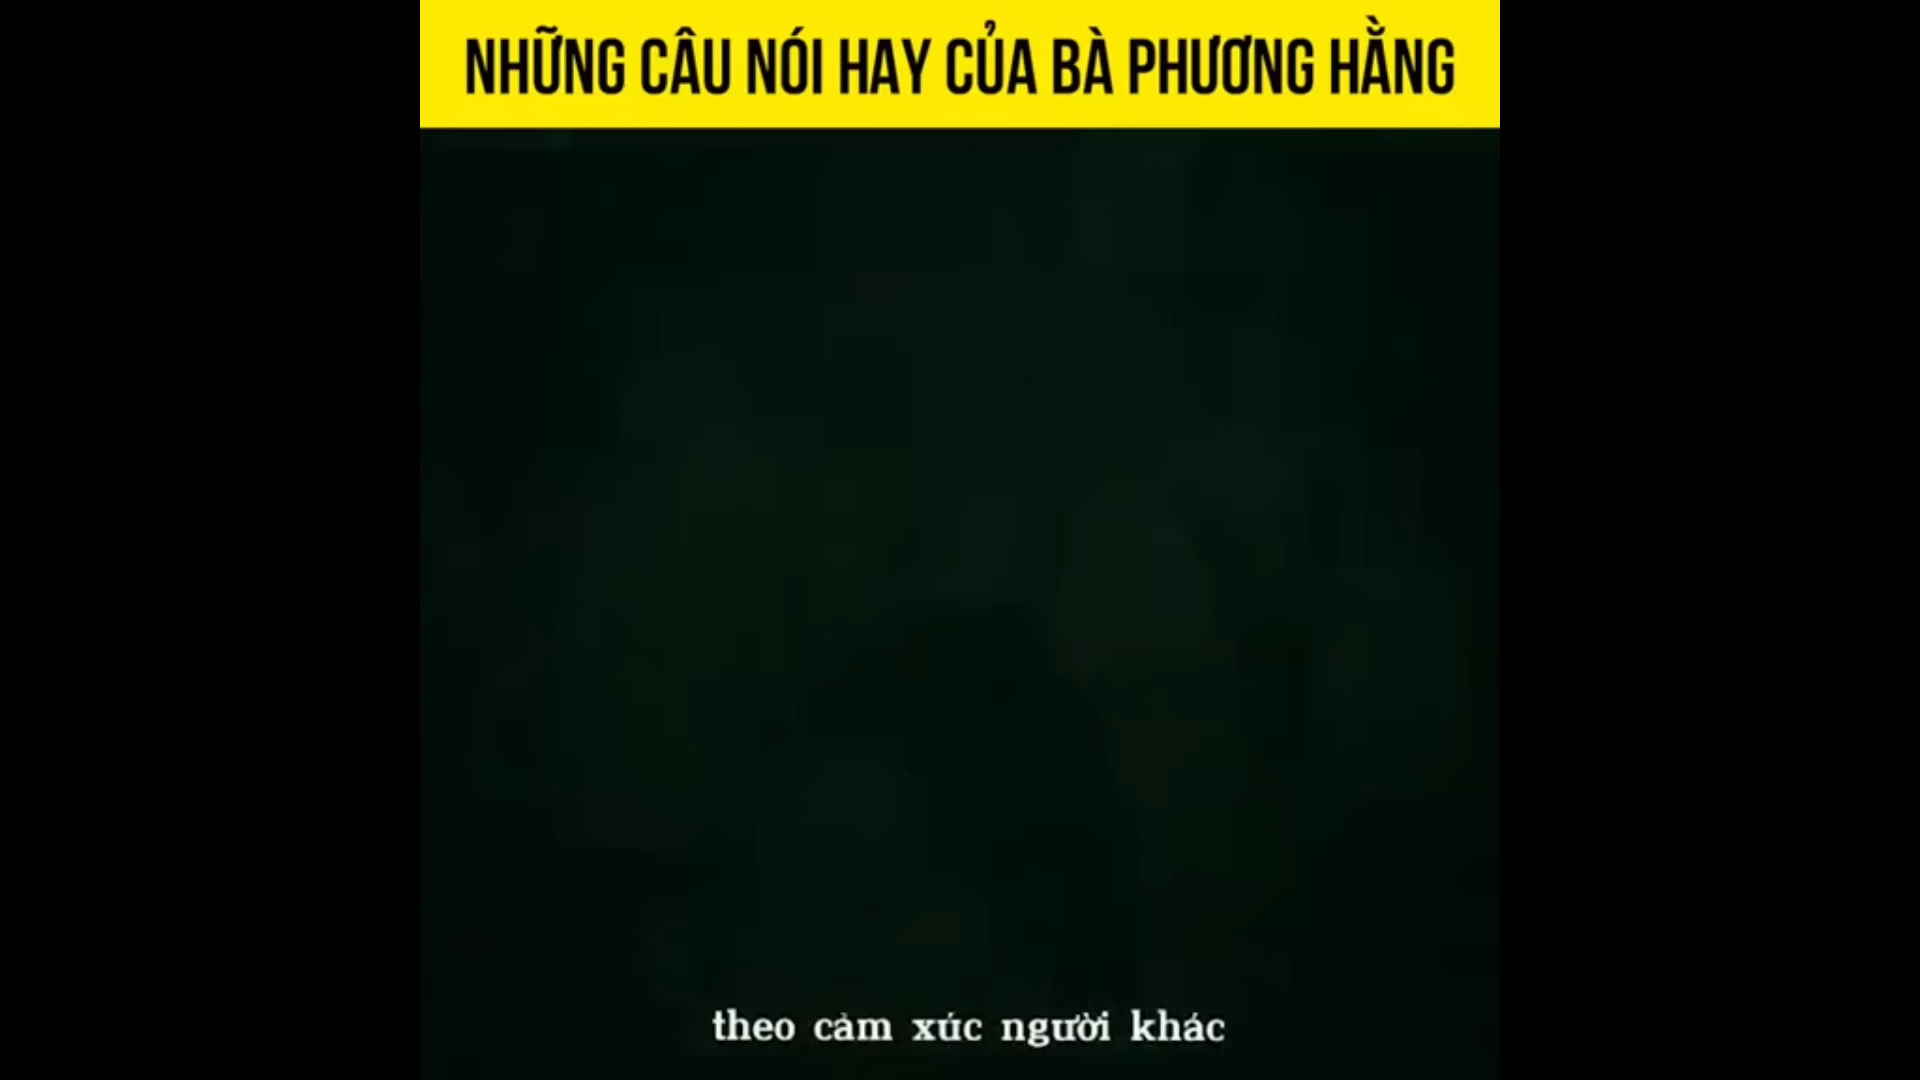 NHỮNG CÂU NÓI HAY CỦA BÀ PHƯƠNG HẰNG
theo cảm xúc người khác